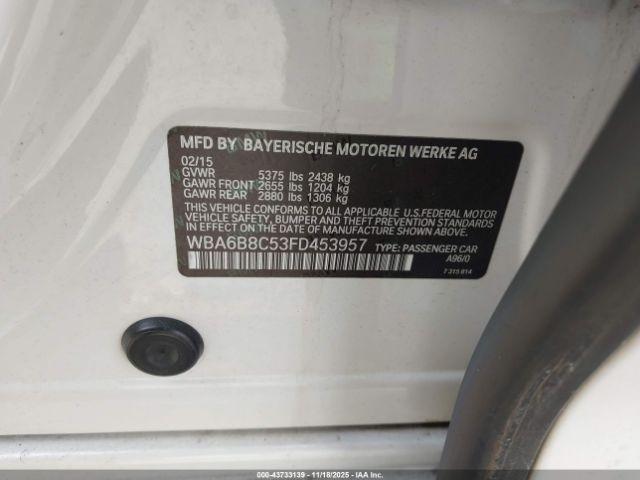 MFD BY BAYERISCHE MOTOREN WERKE AG
02/15
GVWR 5375 lbs 2438 kg
GAWR FRONT 2655 lbs 1204 kg
GAWR REAR 2880 lbs 1306 kg
THIS VEHICLE CONFORMS TO ALL APPLICABLE U.S.FEDERAL MOTOR
VEHICLE SAFETY, BUMPER AND THEFT PREVENTION STANDARDS
IN EFFECT ON THE DATE OF MANUFACTURE SHOWN ABOVE.
WBA6B8C53FD453957 TYPE: PASSENGER CAR
A96/0
7 315 814
000-43733139 - 11/18/2025 - IAA Inc.